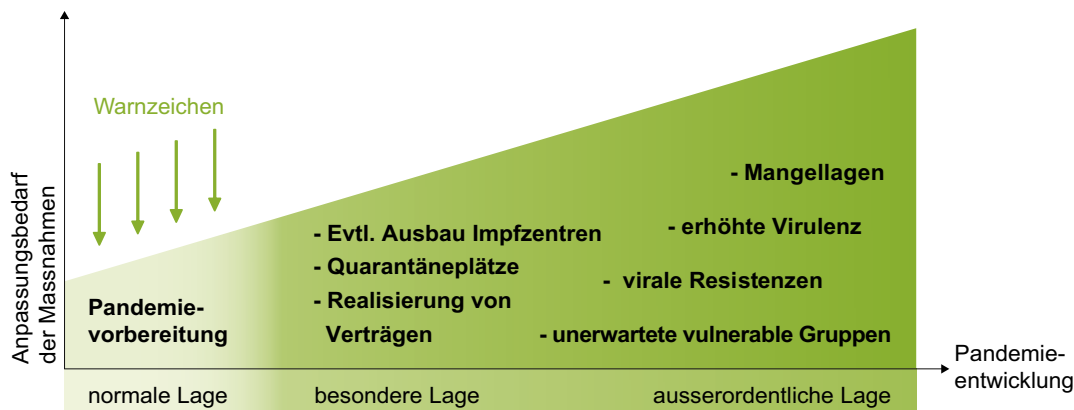 Warnzeichen
Anpassungsbedarf
der Massnahmen
Pandemie-
vorbereitung
- Evtl. Ausbau Impfzentren
- Quarantäneplätze
- Realisierung von
Verträgen
- Mangellagen
- erhöhte Virulenz
- virale Resistenzen
- unerwartete vulnerable Gruppen
Pandemie-
entwicklung
normale Lage
besondere Lage
ausserordentliche Lage